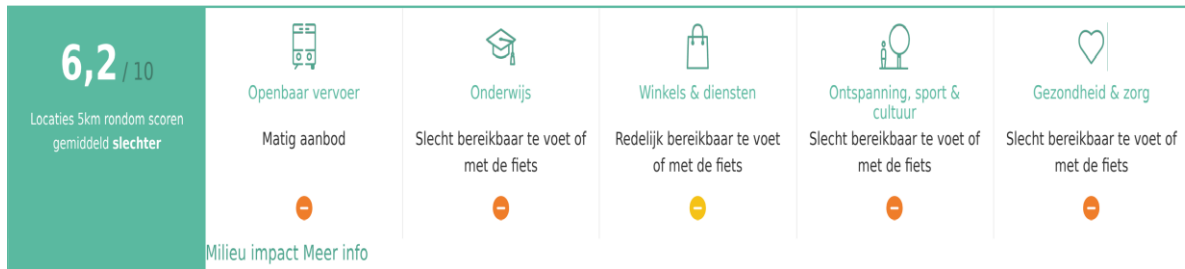 6,2 / 10
Locaties 5km rondom scoren
gemiddeld slechter
Openbaar vervoer
Matig aanbod
Onderwijs
Slecht bereikbaar te voet of
met de fiets
Winkels & diensten
Redelijk bereikbaar te voet
of met de fiets
Ontspanning, sport &
cultuur
Slecht bereikbaar te voet of
met de fiets
Gezondheid & zorg
Slecht bereikbaar te voet of
met de fiets
Milieu impact Meer info